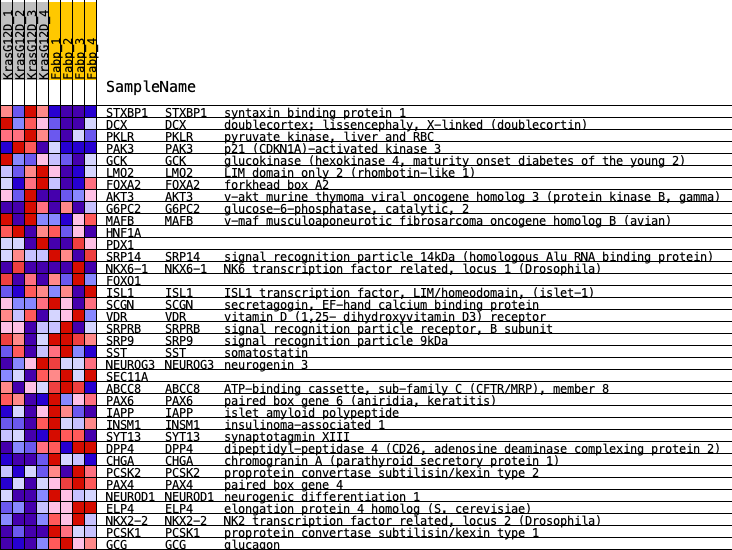 KrasG12D_1
KrasG12D_2
KrasG12D_3
KrasG12D_4
Fabp_1
Fabp_2
Fabp_3
Fabp_4
SampleName
STXBP1 STXBP1 syntaxin binding protein 1
DCX DCX doublecortex; lissencephaly, X-linked (doublecortin)
PKLR PKLR pyruvate kinase, liver and RBC
PAK3 PAK3 p21 (CDKN1A)-activated kinase 3
GCK GCK glucokinase (hexokinase 4, maturity onset diabetes of the young 2)
LMO2 LMO2 LIM domain only 2 (rhombotin-like 1)
FOXA2 FOXA2 forkhead box A2
AKT3 AKT3 v-akt murine thymoma viral oncogene homolog 3 (protein kinase B, gamma)
G6PC2 G6PC2 glucose-6-phosphatase, catalytic, 2
MAFB MAFB v-maf musculoaponeurotic fibrosarcoma oncogene homolog B (avian)
HNF1A
PDX1
SRP14 SRP14 signal recognition particle 14kDa (homologous Alu RNA binding protein)
NKX6-1 NKX6-1 NK6 transcription factor related, locus 1 (Drosophila)
FOXO1
ISL1 ISL1 ISL1 transcription factor, LIM/homeodomain, (islet-1)
SCGN SCGN secretagogin, EF-hand calcium binding protein
VDR VDR vitamin D (1,25- dihydroxyvitamin D3) receptor
SRPRB SRPRB signal recognition particle receptor, B subunit
SRP9 SRP9 signal recognition particle 9kDa
SST SST somatostatin
NEUROG3 NEUROG3 neurogenin 3
SEC11A
ABCC8 ABCC8 ATP-binding cassette, sub-family C (CFTR/MRP), member 8
PAX6 PAX6 paired box gene 6 (aniridia, keratitis)
IAPP IAPP islet amyloid polypeptide
INSM1 INSM1 insulinoma-associated 1
SYT13 SYT13 synaptotagmin XIII
DPP4 DPP4 dipeptidyl-peptidase 4 (CD26, adenosine deaminase complexing protein 2)
CHGA CHGA chromogranin A (parathyroid secretory protein 1)
PCSK2 PCSK2 proprotein convertase subtilisin/kexin type 2
PAX4 PAX4 paired box gene 4
NEUROD1 NEUROD1 neurogenic differentiation 1
ELP4 ELP4 elongation protein 4 homolog (S. cerevisiae)
NKX2-2 NKX2-2 NK2 transcription factor related, locus 2 (Drosophila)
PCSK1 PCSK1 proprotein convertase subtilisin/kexin type 1
GCG GCG glucagon